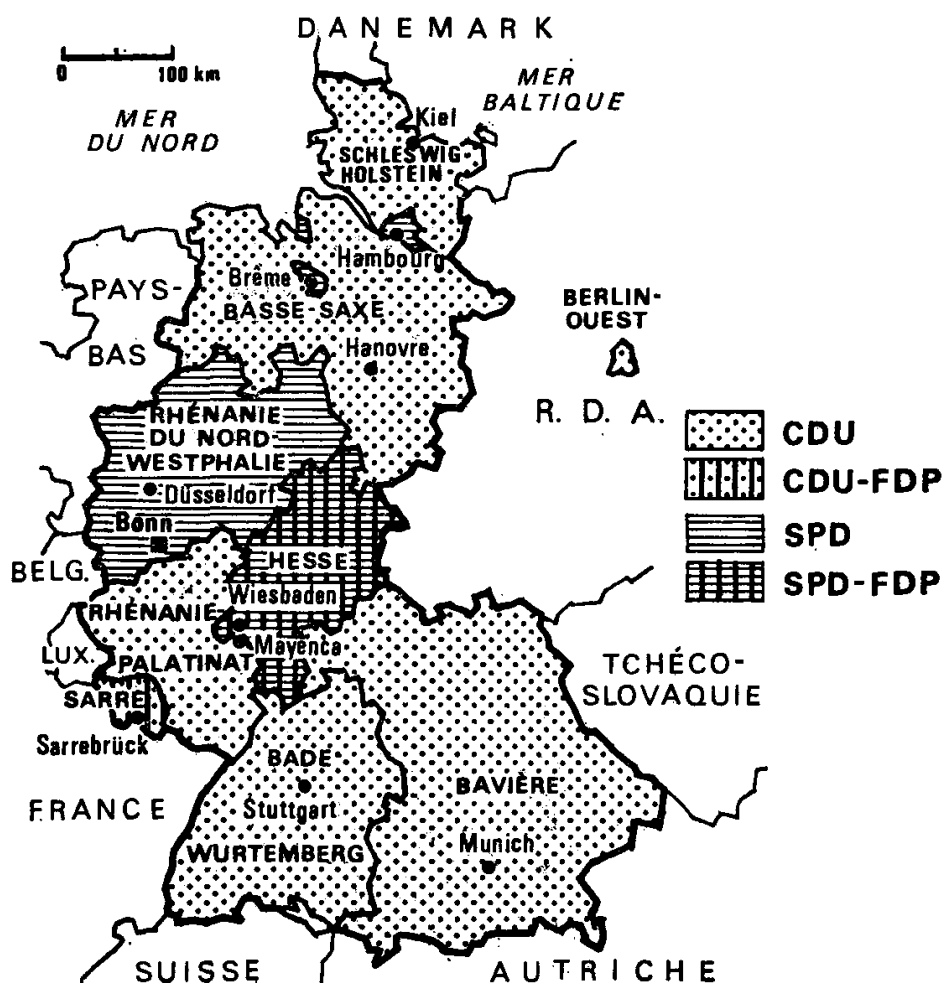 DANEMARK
0 100 km
MER
DU NORD
MER
BALTIQUE
Kiel
SCHLESWIG
HOLSTEIN
Hambourg
Brême
BASSE-SAXE
Hanovre
PAYS-
BAS
BERLIN-
OUEST
R. D. A.
RHÉNANIE
DU NORD
WESTPHALIE
Düsseldorf
Bonn
BELG.
HESSE
Wiesbaden
RHÉNANIE
PALATINAT
Mayence
LUX.
SARRE
Sarrebrück
TCHÉCO-
SLOVAQUIE
FRANCE
BADE
Stuttgart
WURTEMBERG
BAVIÈRE
Munich
SUISSE
AUTRICHE
CDU
CDU-FDP
SPD
SPD-FDP